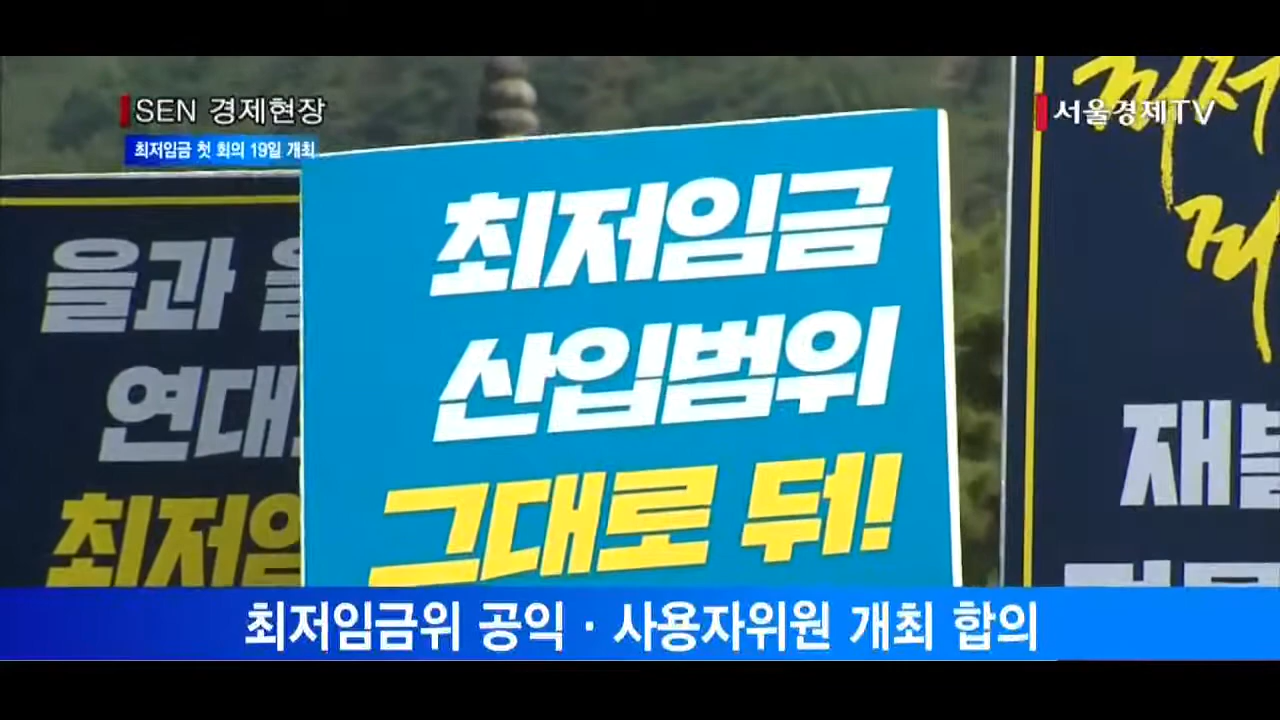 SEN 경제현장
최저임금 첫 회의 19일 개최
서울경제TV
최저임금
산입범위
그대로 둬!
을과
연대
최저임
최저임금위 공익·사용자위원 개최 합의